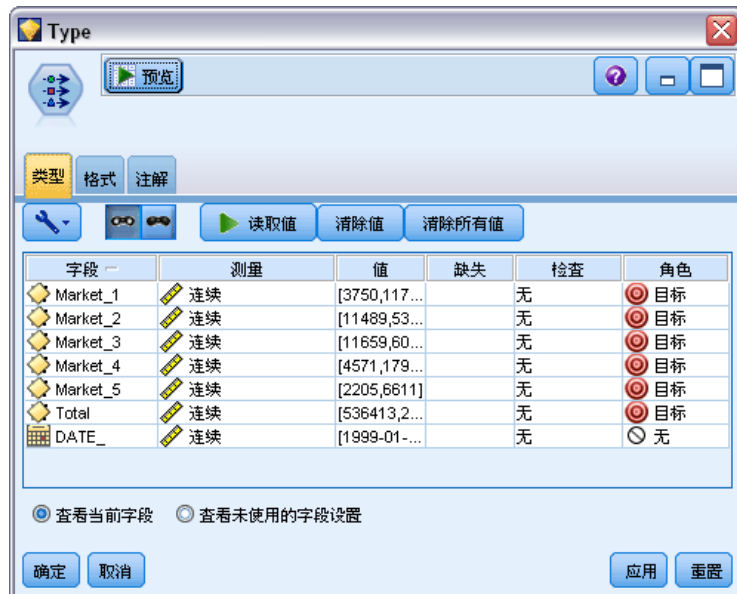 Type
预览
类型 格式 注解
读取值 清除值 清除所有值
字段 测量 值 缺失 检查 角色
Market_1 连续 [3750,117... 无 目标
Market_2 连续 [11489,53... 无 目标
Market_3 连续 [11659,60... 无 目标
Market_4 连续 [4571,179... 无 目标
Market_5 连续 [2205,6611] 无 目标
Total 连续 [536413,2... 无 目标
DATE_ 连续 [1999-01-... 无 无
查看当前字段 查看未使用的字段设置
确定 取消 应用 重置